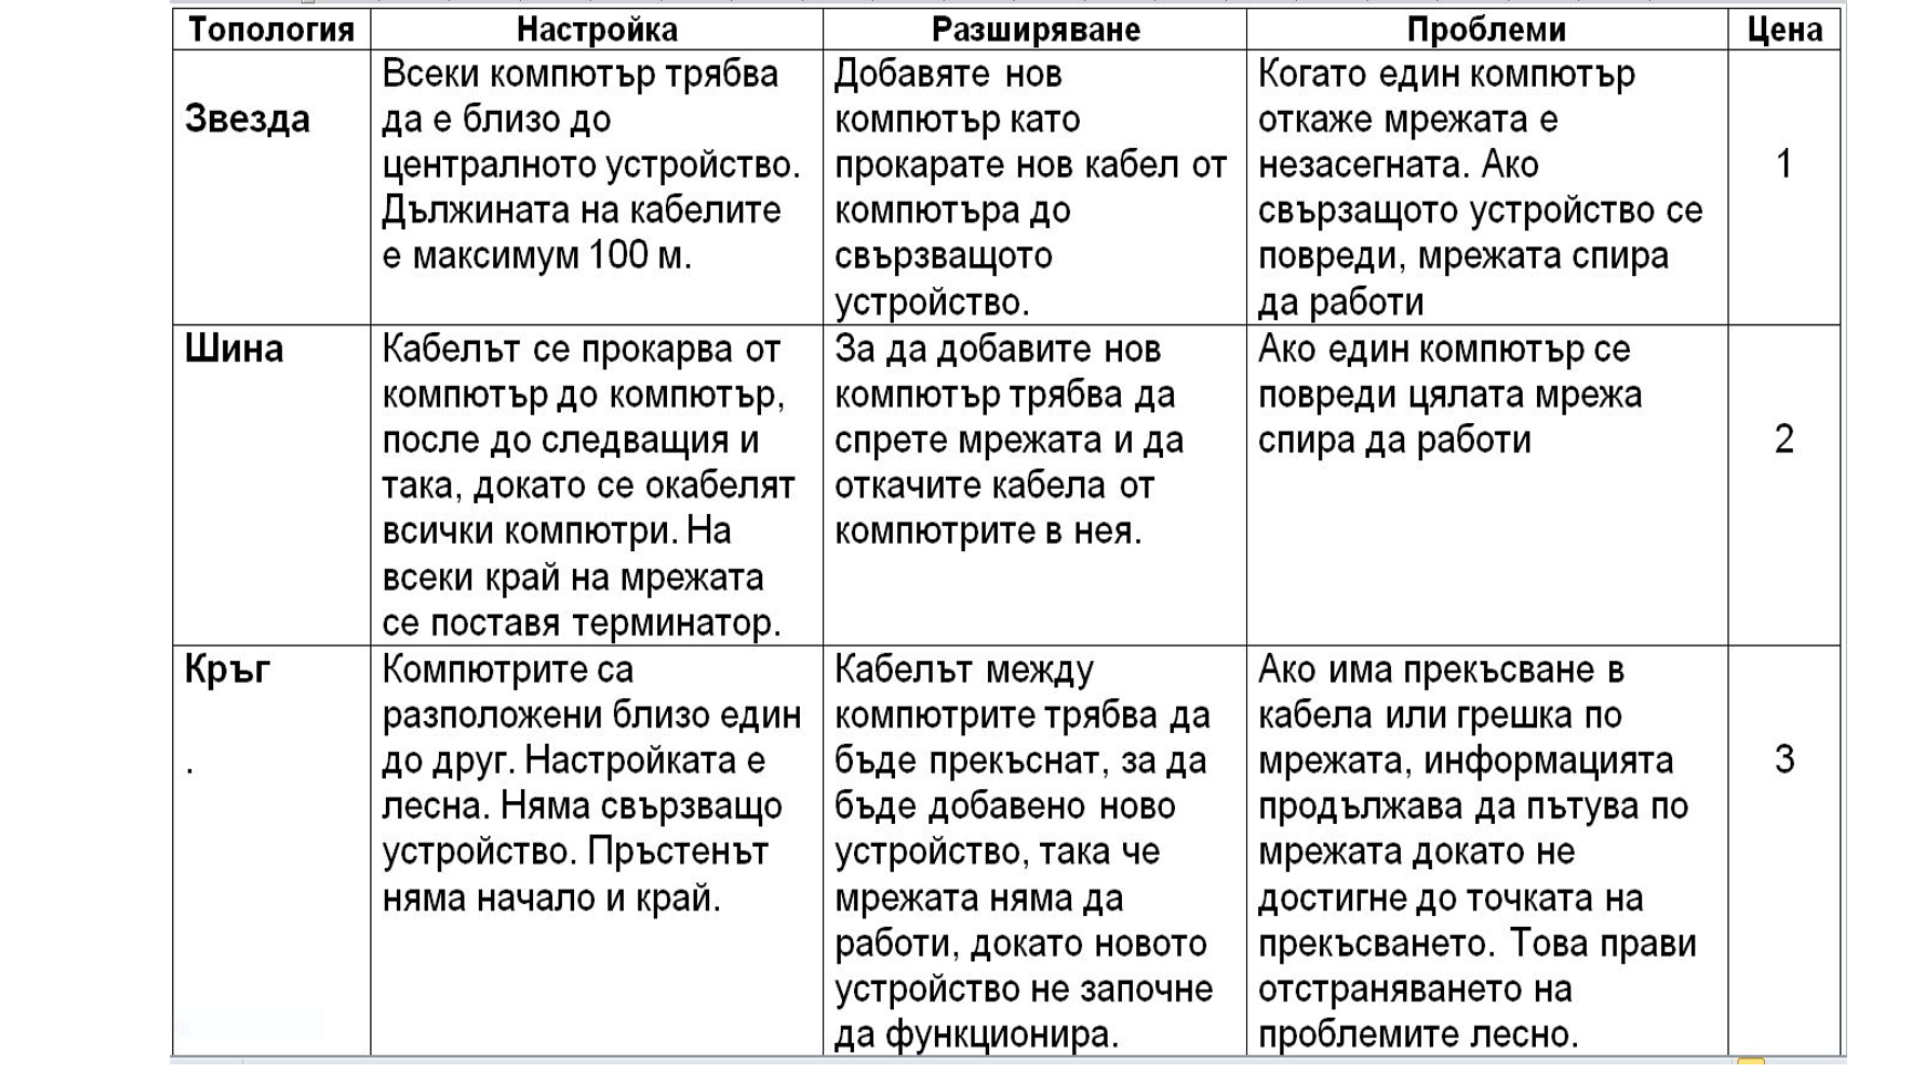 Топология
Настройка
Разширяване
Проблеми
Цена
Звезда
Всеки компютър трябва
да е близо до
централното устройство.
Дължината на кабелите
е максимум 100 м.
Добавяте нов
компютър като
прокарате нов кабел от
компютъра до
свързващото
устройство.
Когато един компютър
откаже мрежата е
незасегната. Ако
свързащото устройство се
повреди, мрежата спира
да работи
1
Шина
Кабелът се прокарва от
компютър до компютър,
после до следващия и
така, докато се окабелят
всички компютри. На
всеки край на мрежата
се поставя терминатор.
За да добавите нов
компютър трябва да
спрете мрежата и да
откачите кабела от
компютрите в нея.
Ако един компютър се
повреди цялата мрежа
спира да работи
2
Кръг
.
Компютрите са
разположени близо един
до друг. Настройката е
лесна. Няма свързващо
устройство. Пръстенът
няма начало и край.
Кабелът между
компютрите трябва да
бъде прекъснат, за да
бъде добавено ново
устройство, така че
мрежата няма да
работи, докато новото
устройство не започне
да функционира.
Ако има прекъсване в
кабела или грешка по
мрежата, информацията
продължава да пътува по
мрежата докато не
достигне до точката на
прекъсването. Това прави
отстраняването на
проблемите лесно.
3